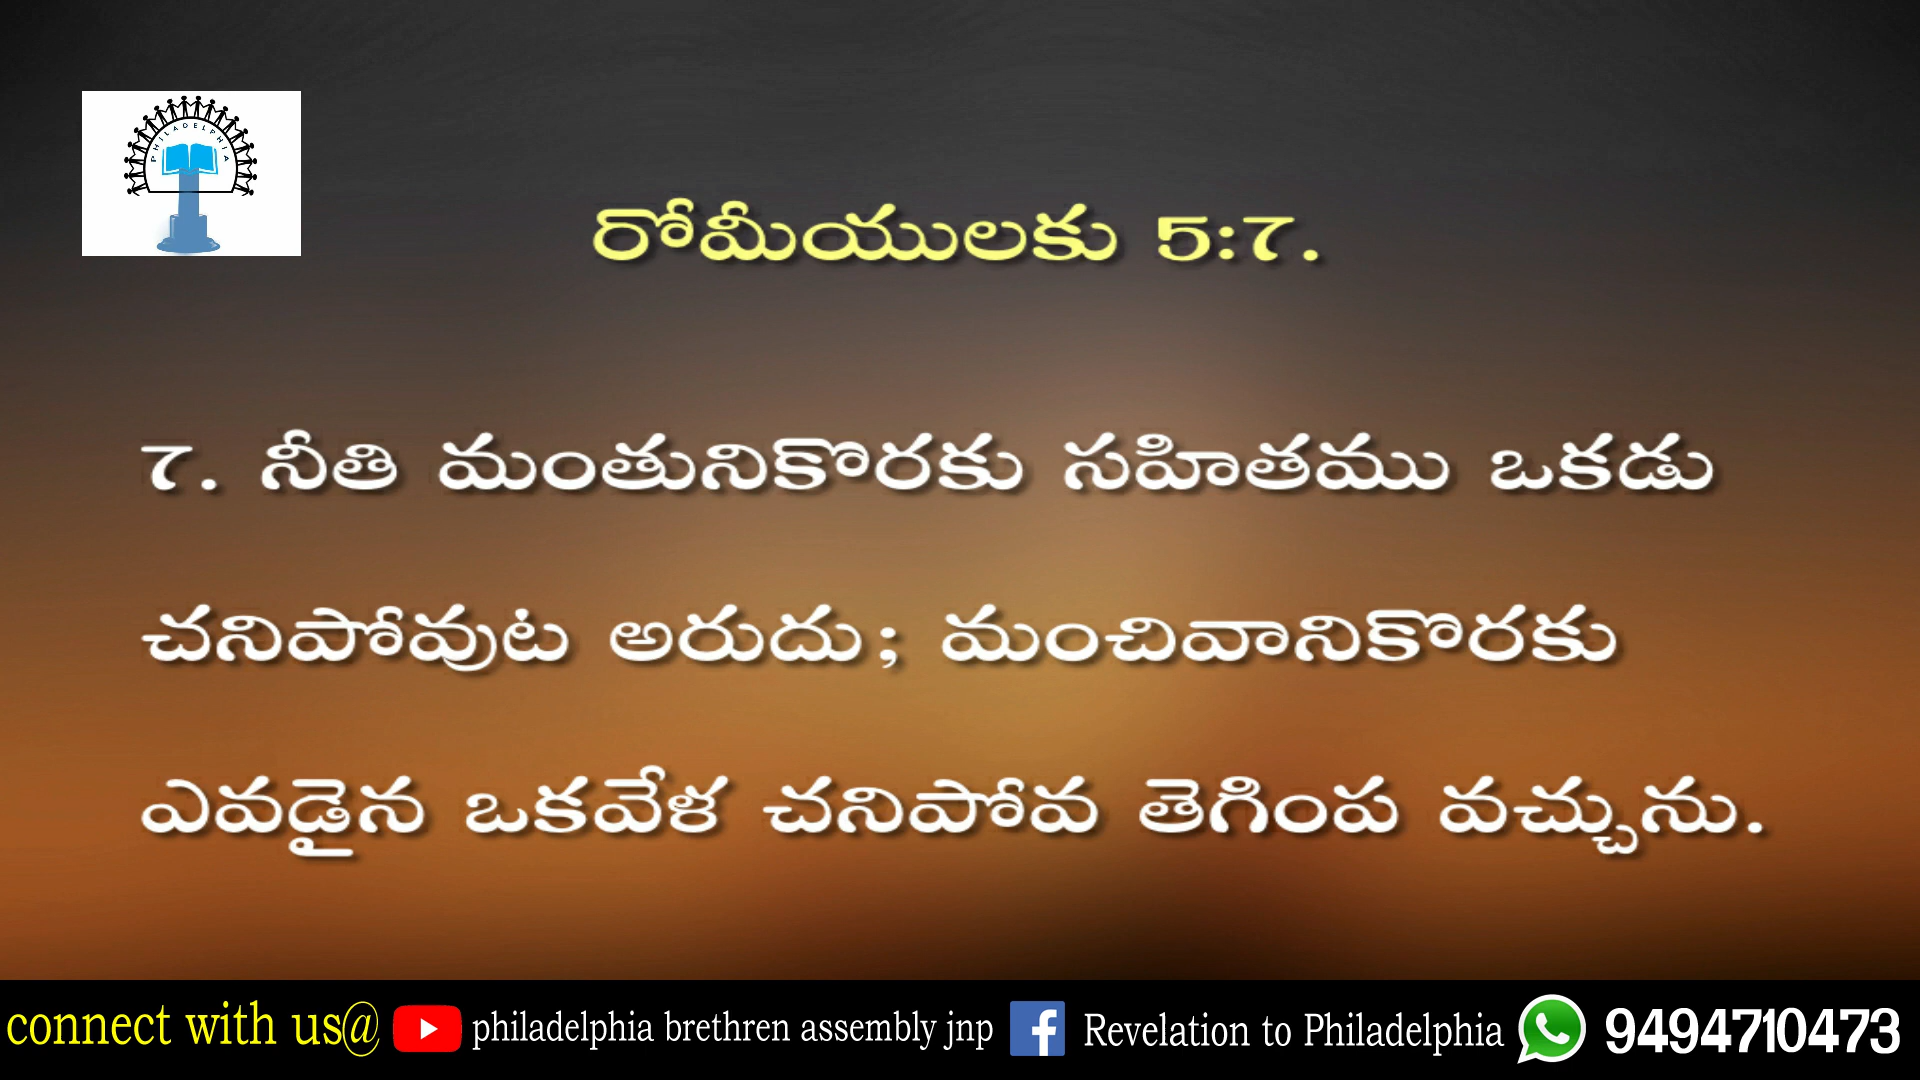 PHILADELPHIA
రోమీయులకు 5:7.
7. నీతి మంతునికొరకు సహితము ఒకడు
చనిపోవుట అరుదు; మంచివానికొరకు
ఎవడైన ఒకవేళ చనిపోవ తెగింప వచ్చును.
connect with us@ philadelphia brethren assembly jnp Revelation to Philadelphia 9494710473